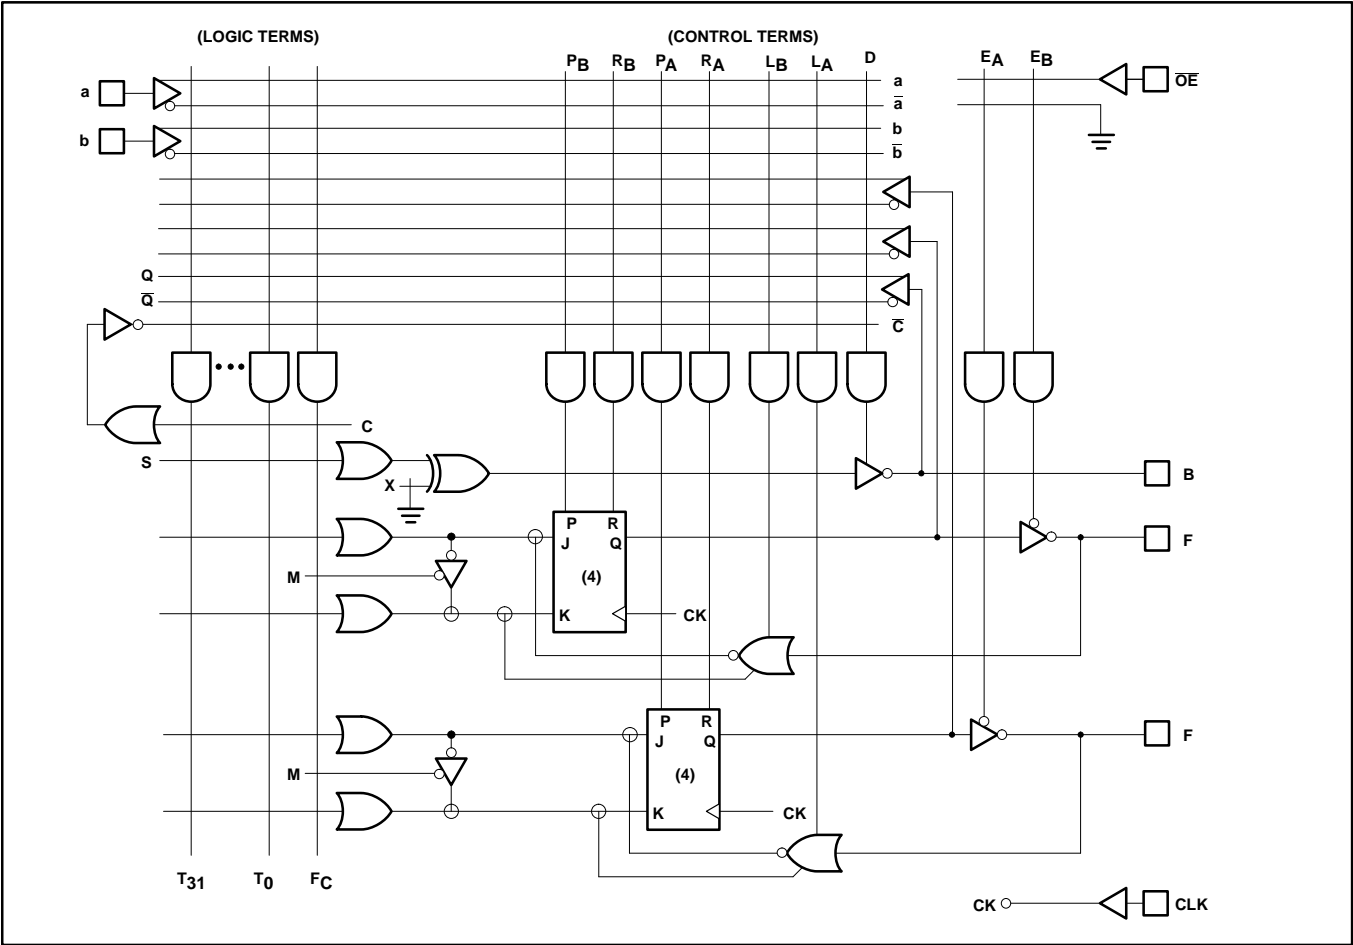 (LOGIC TERMS) (CONTROL TERMS)
PB RB PA RA LB LA D EA EB
a a OE
a̅
b b
b̅
Q
Q̅
C̅
C
S
X
B
P R
J Q F
(4)
M
K CK
P R
J Q F
(4)
M
K CK
T31 T0 FC
CK CLK